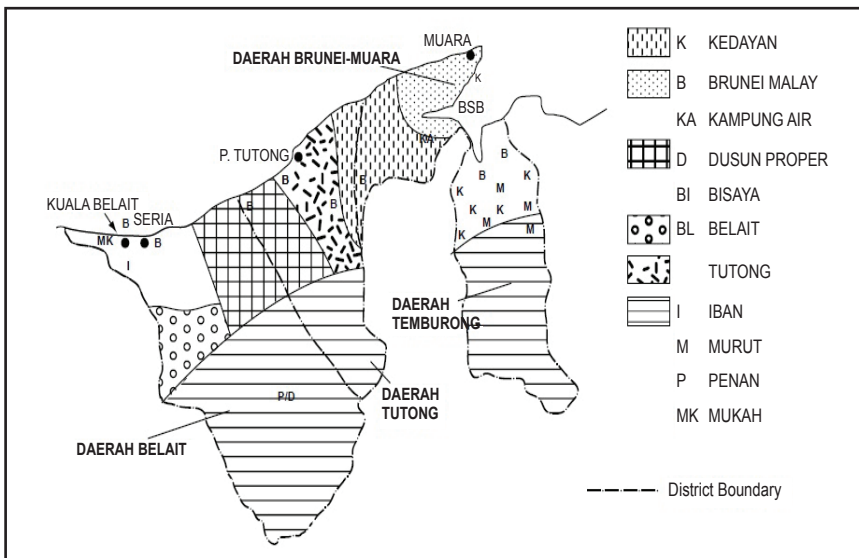 MUARA
DAERAH BRUNEI-MUARA
K
BSB
KA
P. TUTONG
B
B
B
B
KUALA BELAIT
B SERIA
MK
B
I
B
K
B
M
K
K
K
M
M
K
M
DAERAH
TEMBURONG
P/D
DAERAH
TUTONG
DAERAH BELAIT
K KEDAYAN
B BRUNEI MALAY
KA KAMPUNG AIR
D DUSUN PROPER
BI BISAYA
BL BELAIT
TUTONG
I IBAN
M MURUT
P PENAN
MK MUKAH
District Boundary